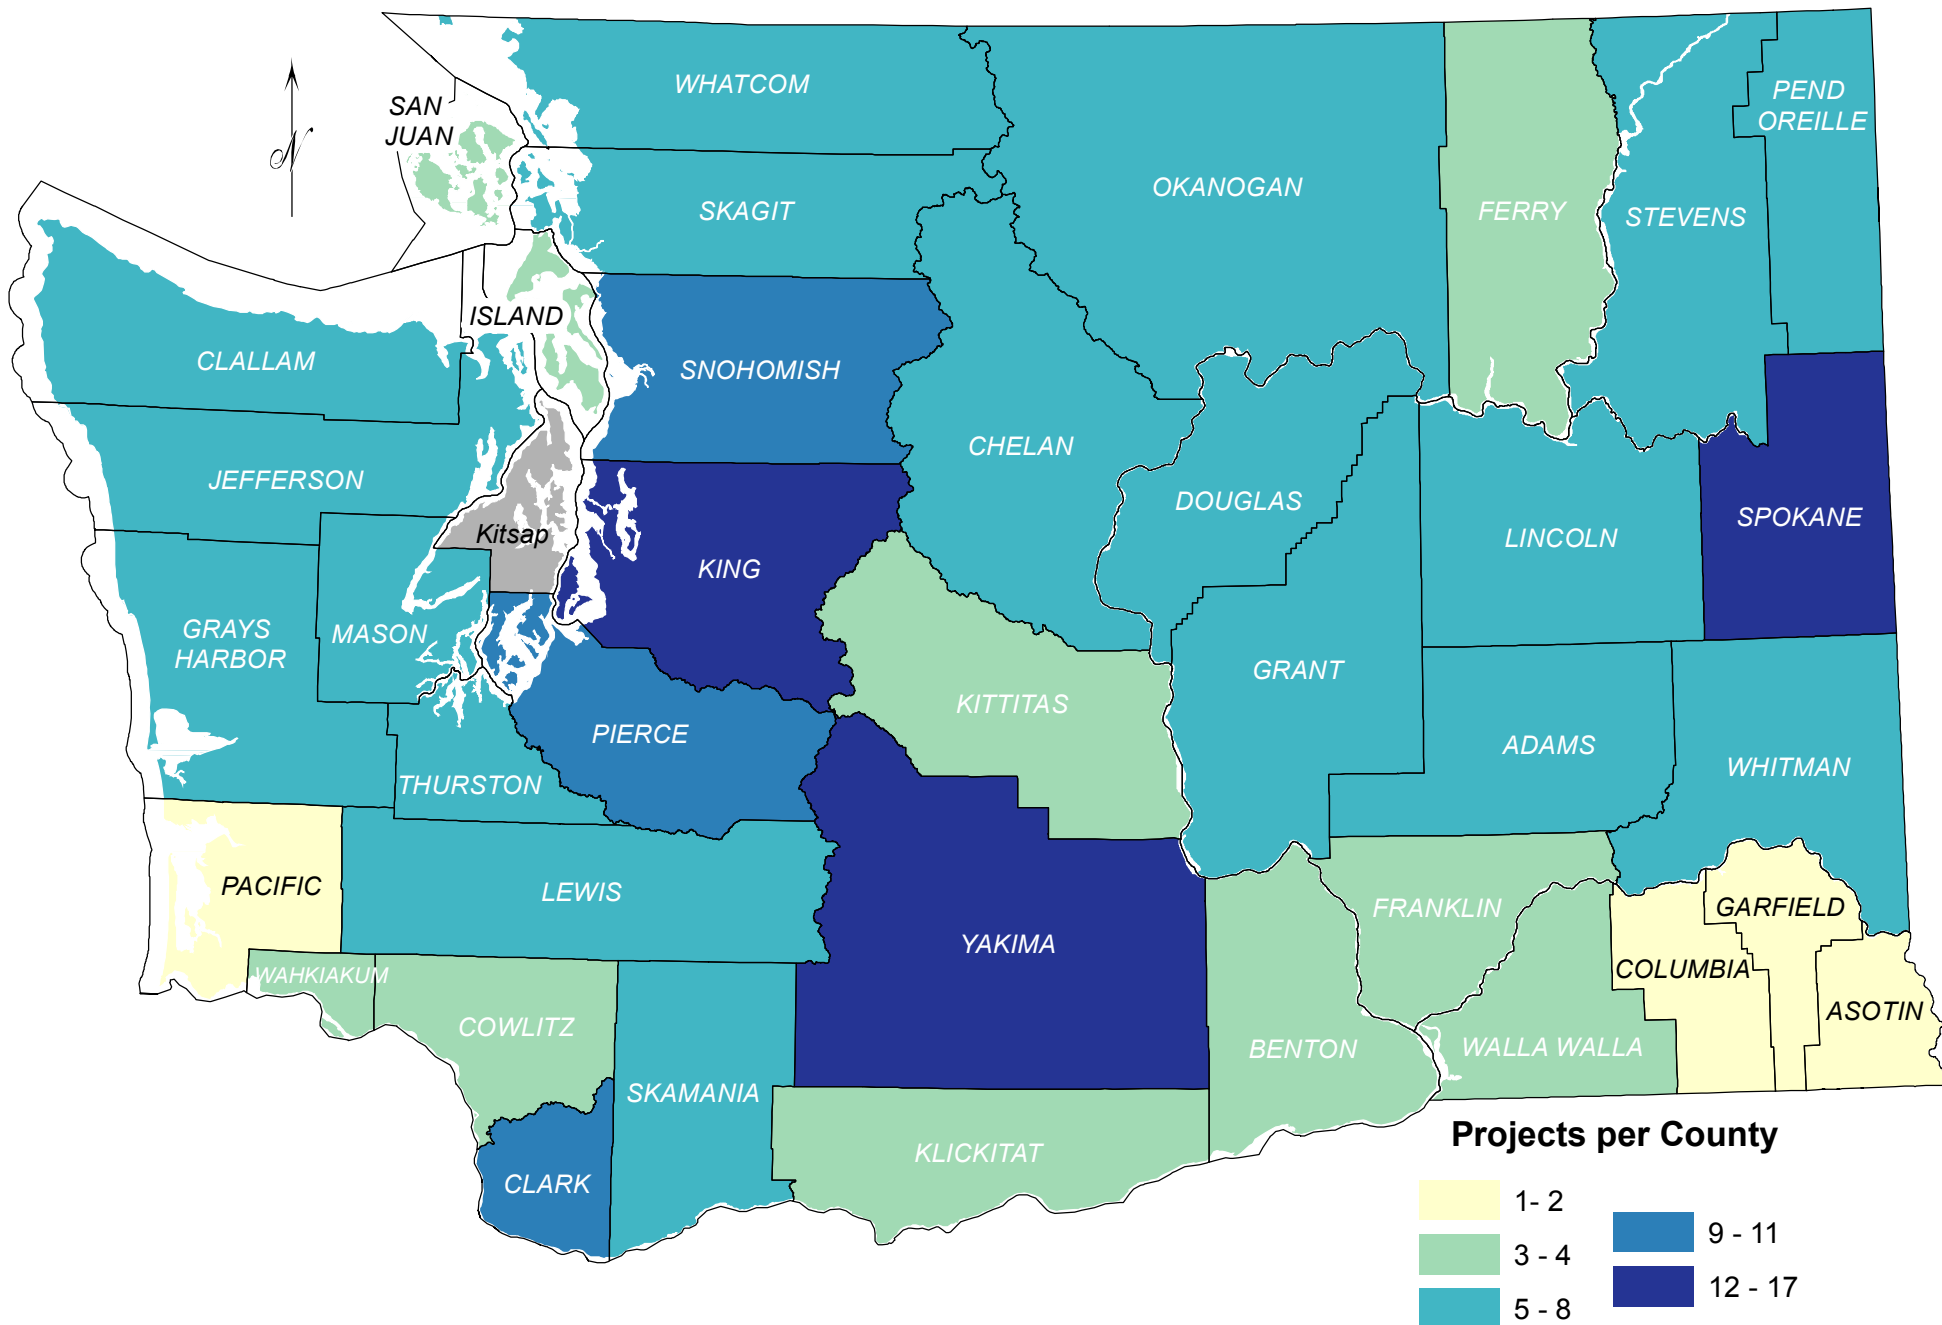 WHATCOM
PEND
OREILLE
SAN
JUAN
N
OKANOGAN
SKAGIT
FERRY
STEVENS
ISLAND
CLALLAM
SNOHOMISH
CHELAN
JEFFERSON
DOUGLAS
SPOKANE
Kitsap
LINCOLN
KING
GRAYS
HARBOR
MASON
GRANT
KITTITAS
PIERCE
ADAMS
WHITMAN
THURSTON
PACIFIC
LEWIS
FRANKLIN
GARFIELD
YAKIMA
WAHKIAKUM
COLUMBIA
ASOTIN
COWLITZ
BENTON
WALLA WALLA
SKAMANIA
KLICKITAT
CLARK
Projects per County
1- 2
3 - 4
5 - 8
9 - 11
12 - 17